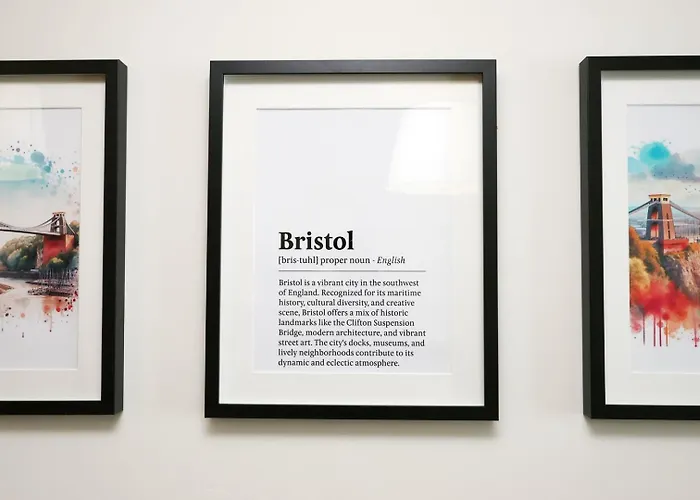 Bristol
[bris-tuhl] proper noun - English
Bristol is a vibrant city in the southwest
of England. Recognized for its maritime
history, cultural diversity, and creative
scene, Bristol offers a mix of historic
landmarks like the Clifton Suspension
Bridge, modern architecture, and vibrant
street art. The city's docks, museums, and
lively neighborhoods contribute to its
dynamic and eclectic atmosphere.